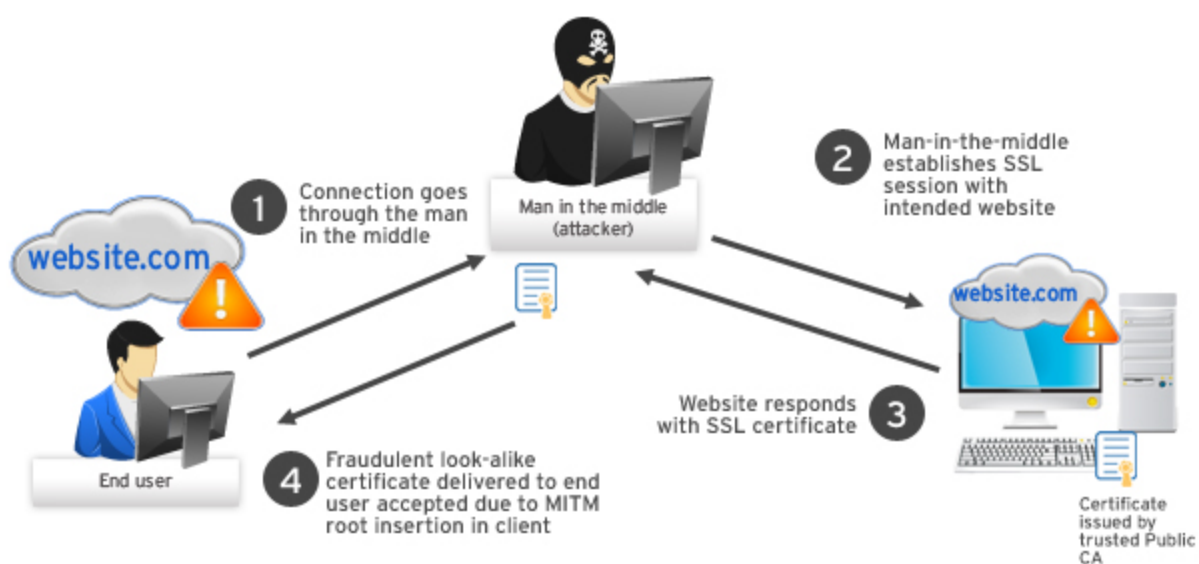 1
Connection goes
through the man
in the middle
Man in the middle
(attacker)
2
Man-in-the-middle
establishes SSL
session with
intended website
website.com
End user
website.com
3
Website responds
with SSL certificate
4
Fraudulent look-alike
certificate delivered to end
user accepted due to MITM
root insertion in client
Certificate
issued by
trusted Public
CA